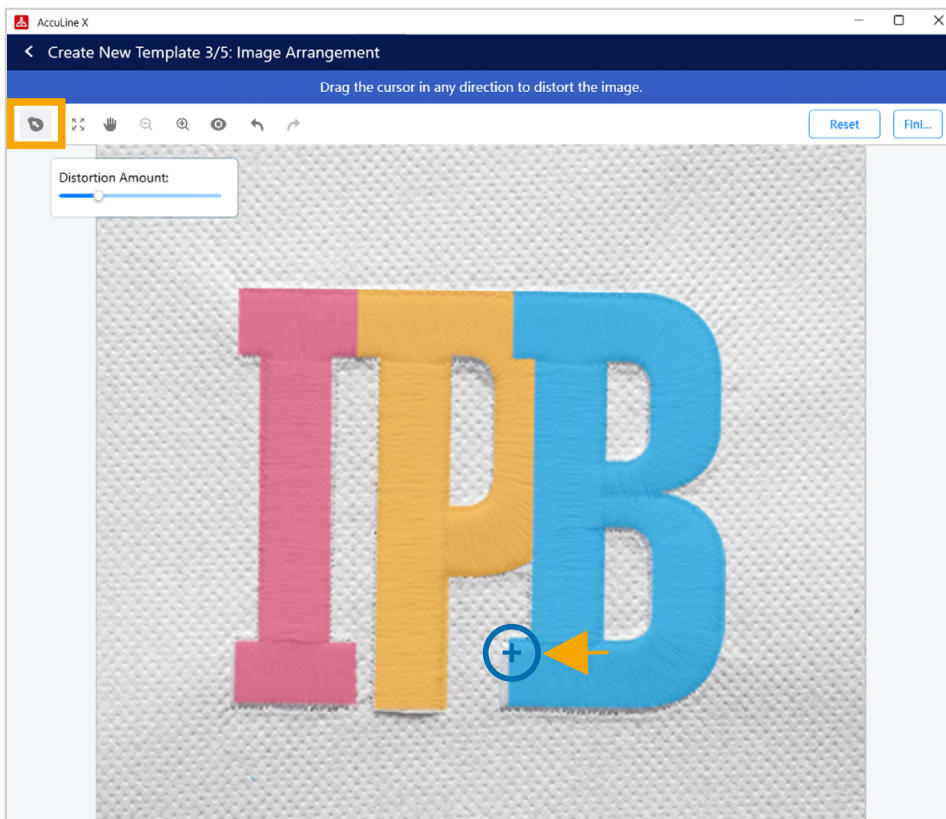 AccuLine X
Create New Template 3/5: Image Arrangement
Drag the cursor in any direction to distort the image.
Reset
Fini...
Distortion Amount:
IPB